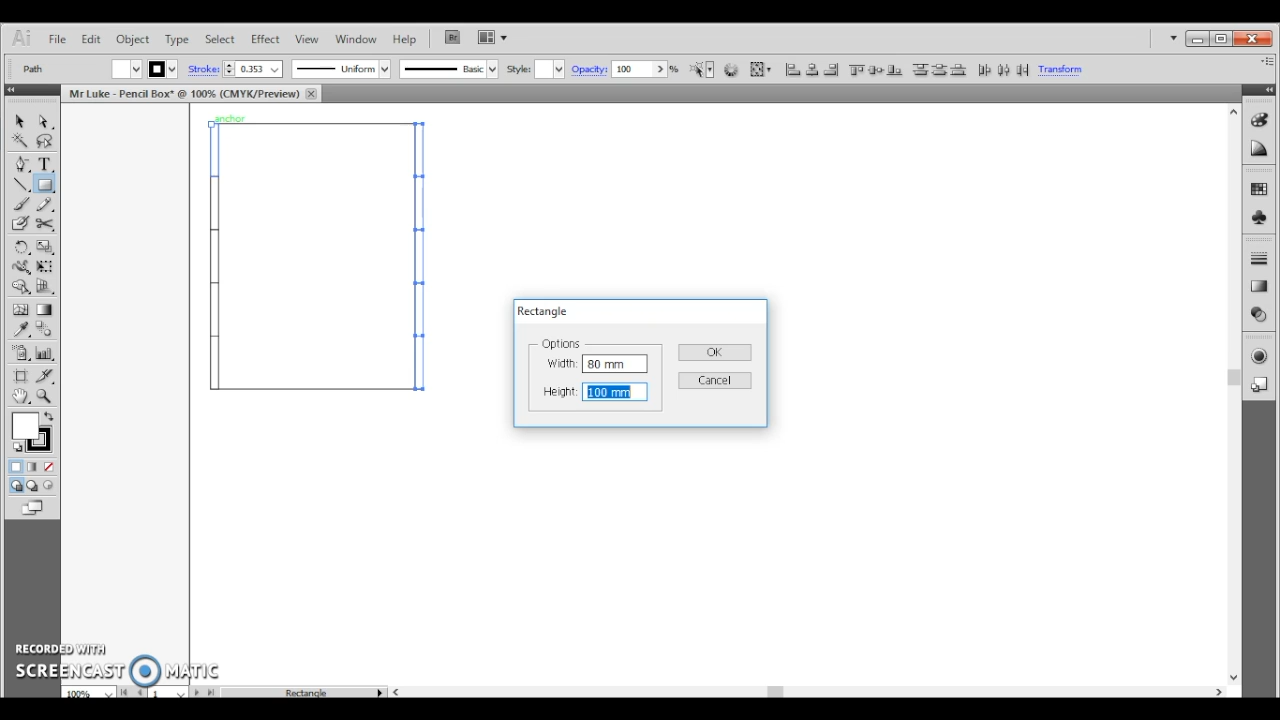 Ai File Edit Object Type Select Effect View Window Help Br
Path Stroke: 0.353 Uniform Basic Style: Opacity: 100 % Transform
Mr Luke - Pencil Box* @ 100% (CMYK/Preview)
anchor
T
Rectangle
Options
Width: 80 mm
OK
Height: 100 mm
Cancel
RECORDED WITH
SCREENCAST MATIC
100% 1 Rectangle